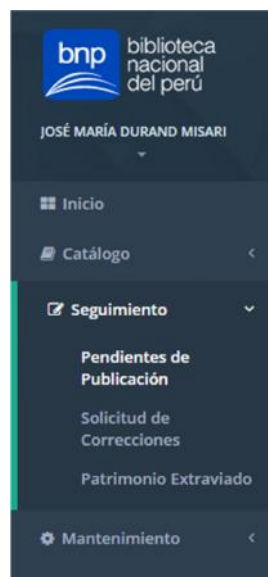 bnp
biblioteca
nacional
del perú
JOSÉ MARÍA DURAND MISARI
Inicio
Catálogo
Seguimiento
Pendientes de
Publicación
Solicitud de
Correcciones
Patrimonio Extraviado
Mantenimiento